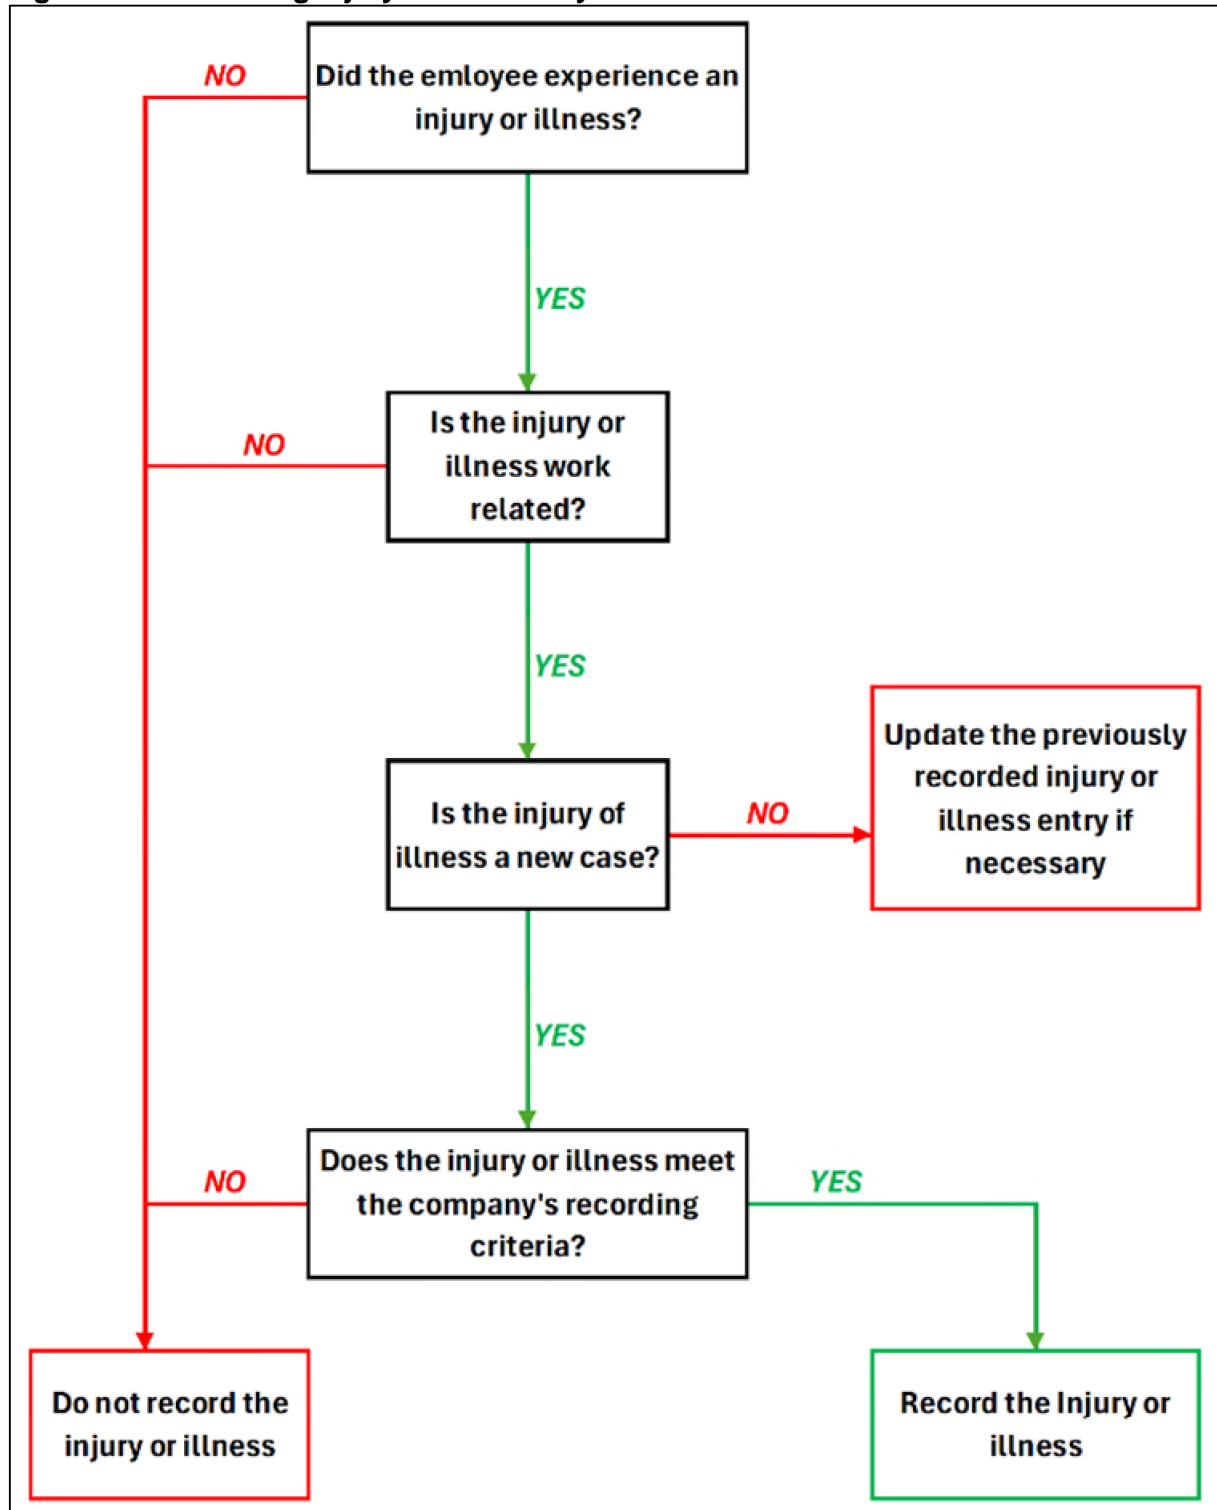 NO
Did the emloyee experience an
injury or illness?
YES
NO
Is the injury or
illness work
related?
YES
Is the injury of
illness a new case?
NO
Update the previously
recorded injury or
illness entry if
necessary
YES
NO
Does the injury or illness meet
the company's recording
criteria?
YES
Do not record the
injury or illness
Record the Injury or
illness